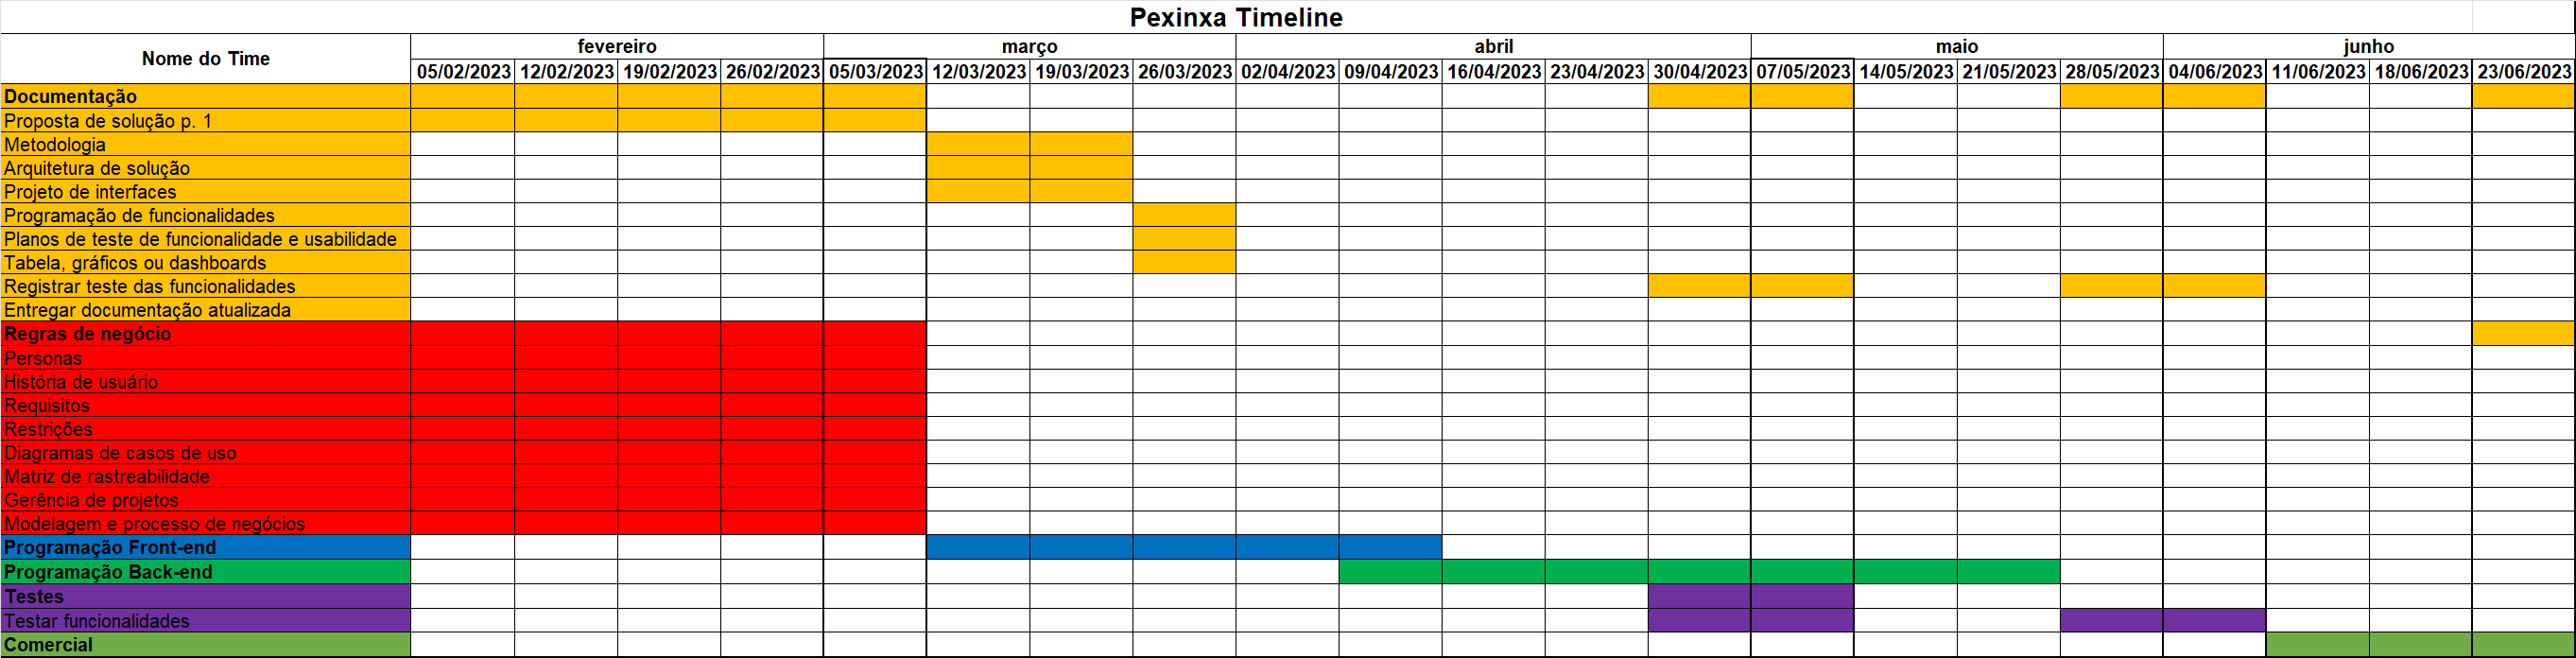 Pexinxa Timeline
Nome do Time
fevereiro março abril maio junho
05/02/2023 12/02/2023 19/02/2023 26/02/2023 05/03/2023 12/03/2023 19/03/2023 26/03/2023 02/04/2023 09/04/2023 16/04/2023 23/04/2023 30/04/2023 07/05/2023 14/05/2023 21/05/2023 28/05/2023 04/06/2023 11/06/2023 18/06/2023 23/06/2023
Documentação
Proposta de solução p. 1
Metodologia
Arquitetura de solução
Projeto de interfaces
Programação de funcionalidades
Planos de teste de funcionalidade e usabilidade
Tabela, gráficos ou dashboards
Registrar teste das funcionalidades
Entregar documentação atualizada
Regras de negócio
Personas
História de usuário
Requisitos
Restrições
Diagramas de casos de uso
Matriz de rastreabilidade
Gerência de projetos
Modelagem e processo de negócios
Programação Front-end
Programação Back-end
Testes
Testar funcionalidades
Comercial